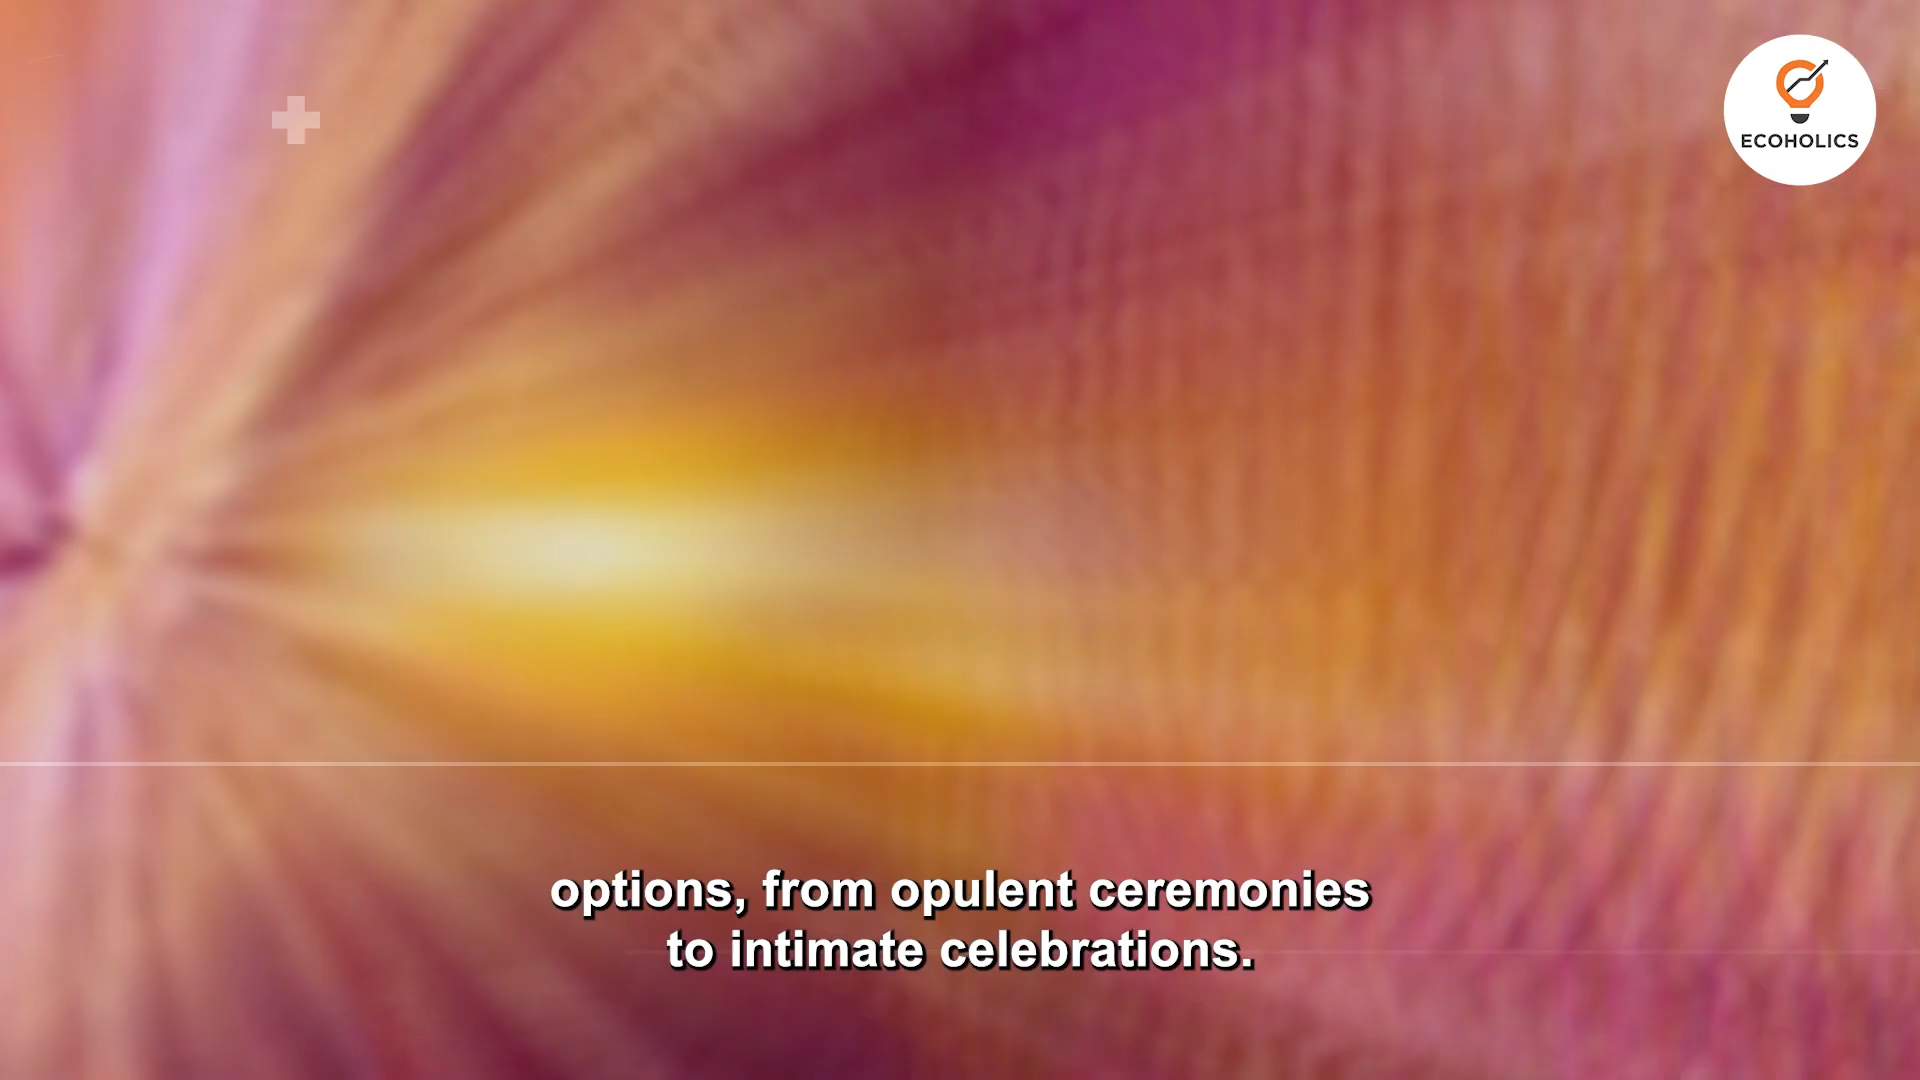 ECOHOLICS
options, from opulent ceremonies
to intimate celebrations.